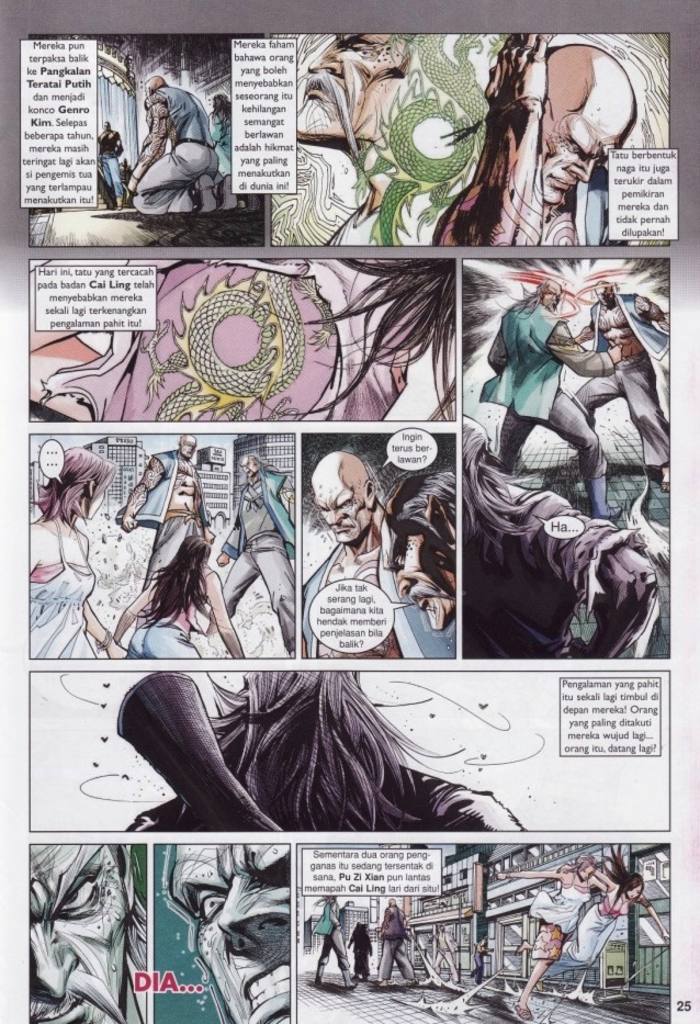 Mereka pun
terpaksa balik
ke Pangkalan
Teratai Putih
dan menjadi
konco Genro
Kim. Selepas
beberapa tahun,
mereka masih
teringat lagi akan
si pengemis tua
yang terlampau
menakutkan itu!
Mereka faham
bahawa orang
yang boleh
menyebabkan
seseorang itu
kehilangan
semangat
berlawan
adalah hikmat
yang paling
menakutkan
di dunia ini!
Tatu berbentuk
naga itu juga
terukir dalam
pemikiran
mereka dan
tidak pernah
dilupakan!
Hari ini, tatu yang tercacah
pada badan Cai Ling telah
menyebabkan mereka
sekali lagi terkenangkan
pengalaman pahit itu!
Ha...
...
...
Ingin
terus ber-
lawan?
Jika tak
serang lagi,
bagaimana kita
hendak memberi
penjelasan bila
balik?
Pengalaman yang pahit
itu sekali lagi timbul di
depan mereka! Orang
yang paling ditakuti
mereka wujud lagi...
orang itu, datang lagi?
DIA...
Sementara dua orang peng-
ganas itu sedang tersentak di
sana, Pu Zi Xian pun lantas
memapah Cai Ling lari dari situ!
25